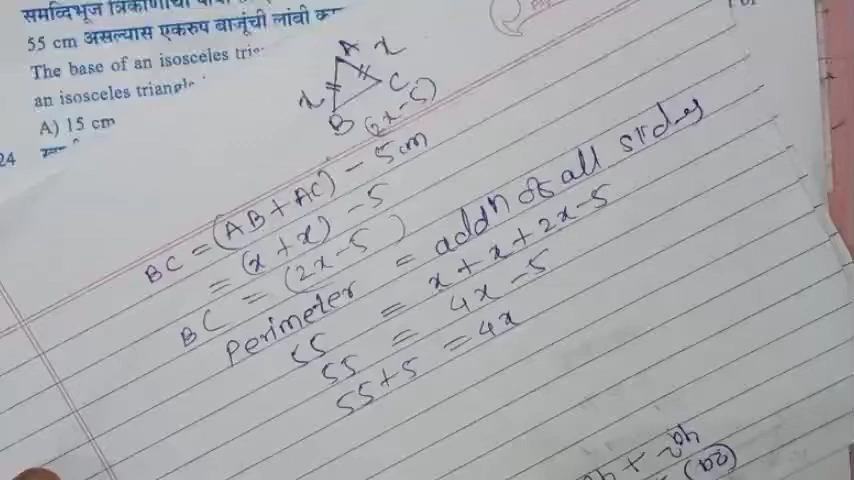 समद्विभूज त्रिकोणाचा
55 cm असल्यास एकरुप बाजूंची लांबी
The base of an isosceles
an isosceles triangle
A) 15 cm
24
A x
x C
B (2x-5)
BC = (AB + AC) - 5cm
= (x + x) - 5
BC = (2x - 5)
Perimeter = addn of all sides
55 = x + x + 2x - 5
55 = 4x - 5
55 + 5 = 4x